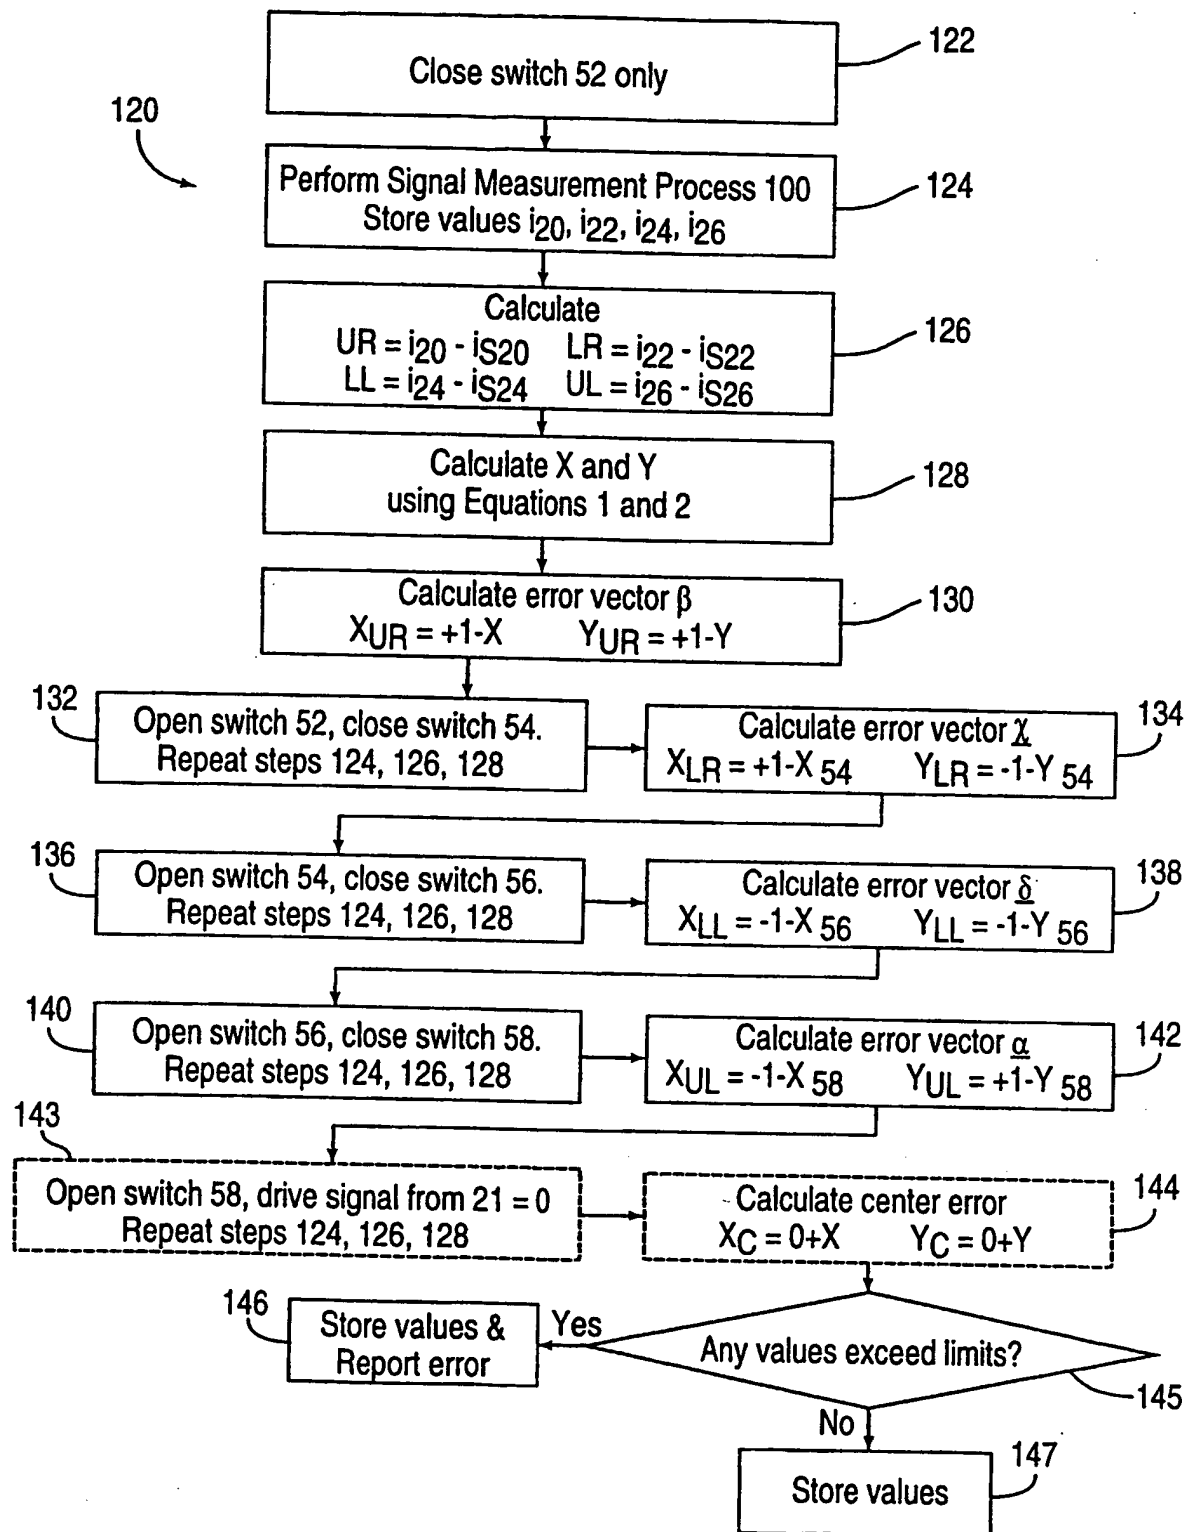 122
Close switch 52 only
120
Perform Signal Measurement Process 100
Store values i20, i22, i24, i26
124
Calculate
UR = i20 - iS20 LR = i22 - iS22
LL = i24 - iS24 UL = i26 - iS26
126
Calculate X and Y
using Equations 1 and 2
128
Calculate error vector β
XUR = +1-X YUR = +1-Y
130
132
Open switch 52, close switch 54.
Repeat steps 124, 126, 128
Calculate error vector χ
XLR = +1-X 54 YLR = -1-Y 54
134
136
Open switch 54, close switch 56.
Repeat steps 124, 126, 128
Calculate error vector δ
XLL = -1-X 56 YLL = -1-Y 56
138
140
Open switch 56, close switch 58.
Repeat steps 124, 126, 128
Calculate error vector α
XUL = -1-X 58 YUL = +1-Y 58
142
143
Open switch 58, drive signal from 21 = 0
Repeat steps 124, 126, 128
Calculate center error
XC = 0+X YC = 0+Y
144
146
Store values &
Report error
Yes
Any values exceed limits?
145
No
147
Store values